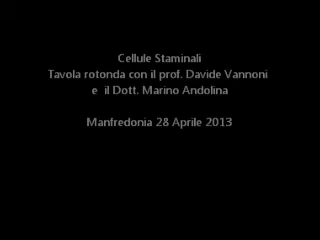 Cellule Staminali
Tavola rotonda con il prof. Davide Vannoni
e il Dott. Marino Andolina
Manfredonia 28 Aprile 2013